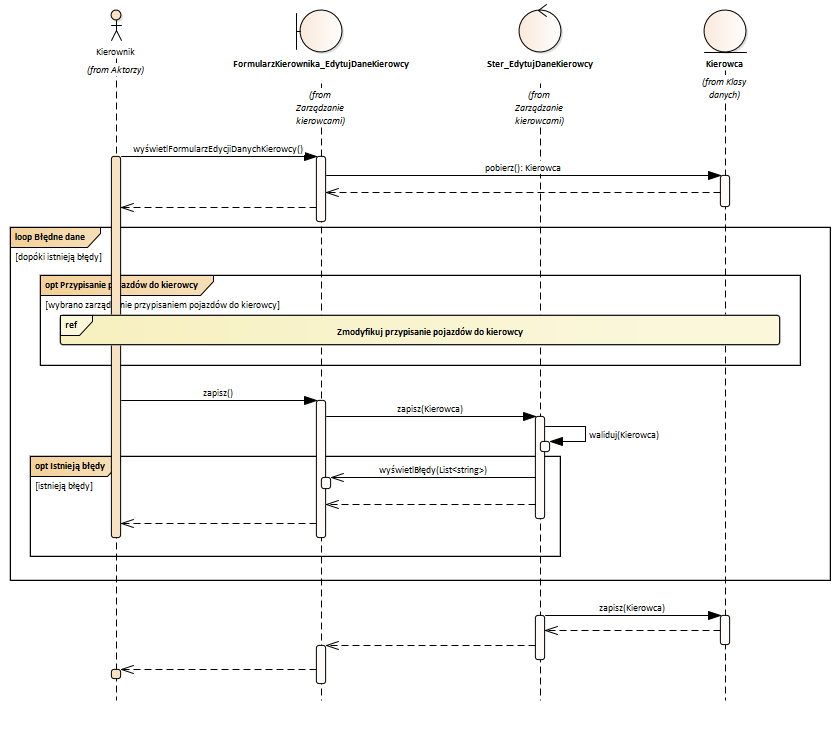 Kierownik
(from Aktorzy)
FormularzKierownika_EdytujDaneKierowcy
(from
Zarządzanie
kierowcami)
Ster_EdytujDaneKierowcy
(from
Zarządzanie
kierowcami)
Kierowca
(from Klasy
danych)
wyświetlFormularzEdycjiDanychKierowcy()
pobierz(): Kierowca
loop Błędne dane
[dopóki istnieją błędy]
opt Przypisanie pojazdów do kierowcy
[wybrano zarządzanie przypisaniem pojazdów do kierowcy]
ref
Zmodyfikuj przypisanie pojazdów do kierowcy
zapisz()
zapisz(Kierowca)
waliduj(Kierowca)
opt Istnieją błędy
[istnieją błędy]
wyświetlBłędy(List<string>)
zapisz(Kierowca)